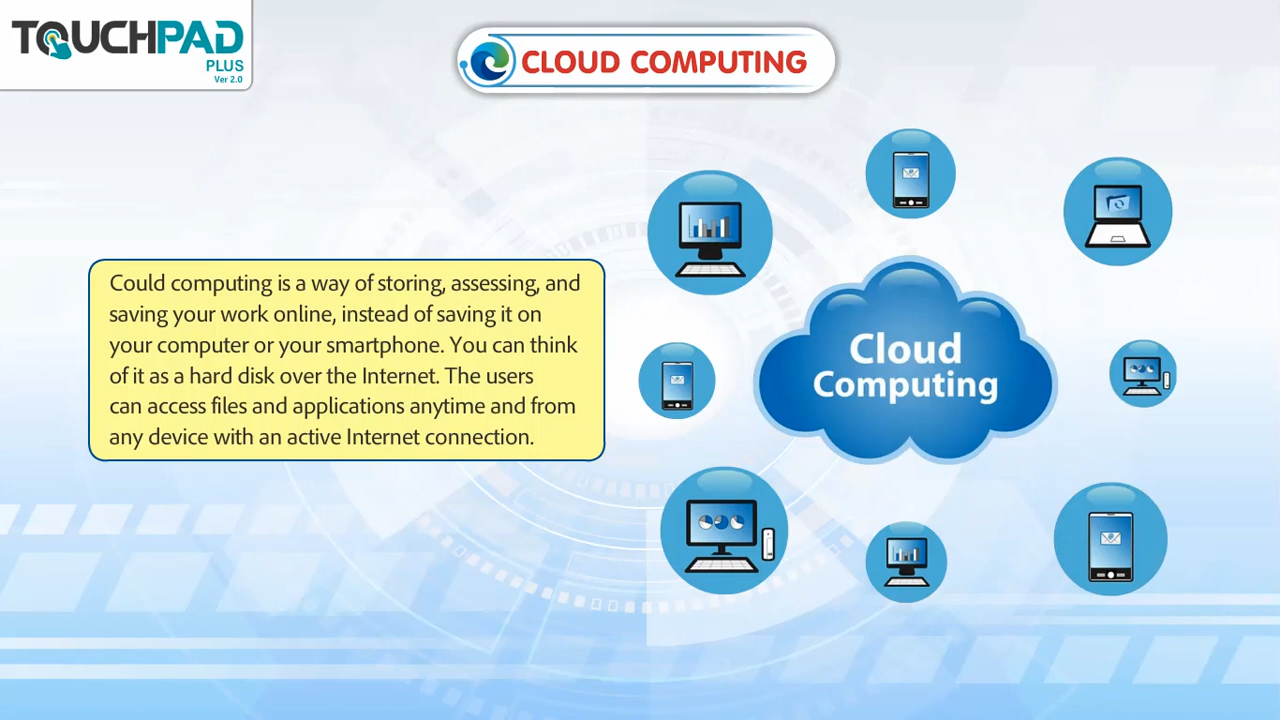 TOUCHPAD
PLUS
Ver 2.0
CLOUD COMPUTING
Could computing is a way of storing, assessing, and
saving your work online, instead of saving it on
your computer or your smartphone. You can think
of it as a hard disk over the Internet. The users
can access files and applications anytime and from
any device with an active Internet connection.
Cloud
Computing